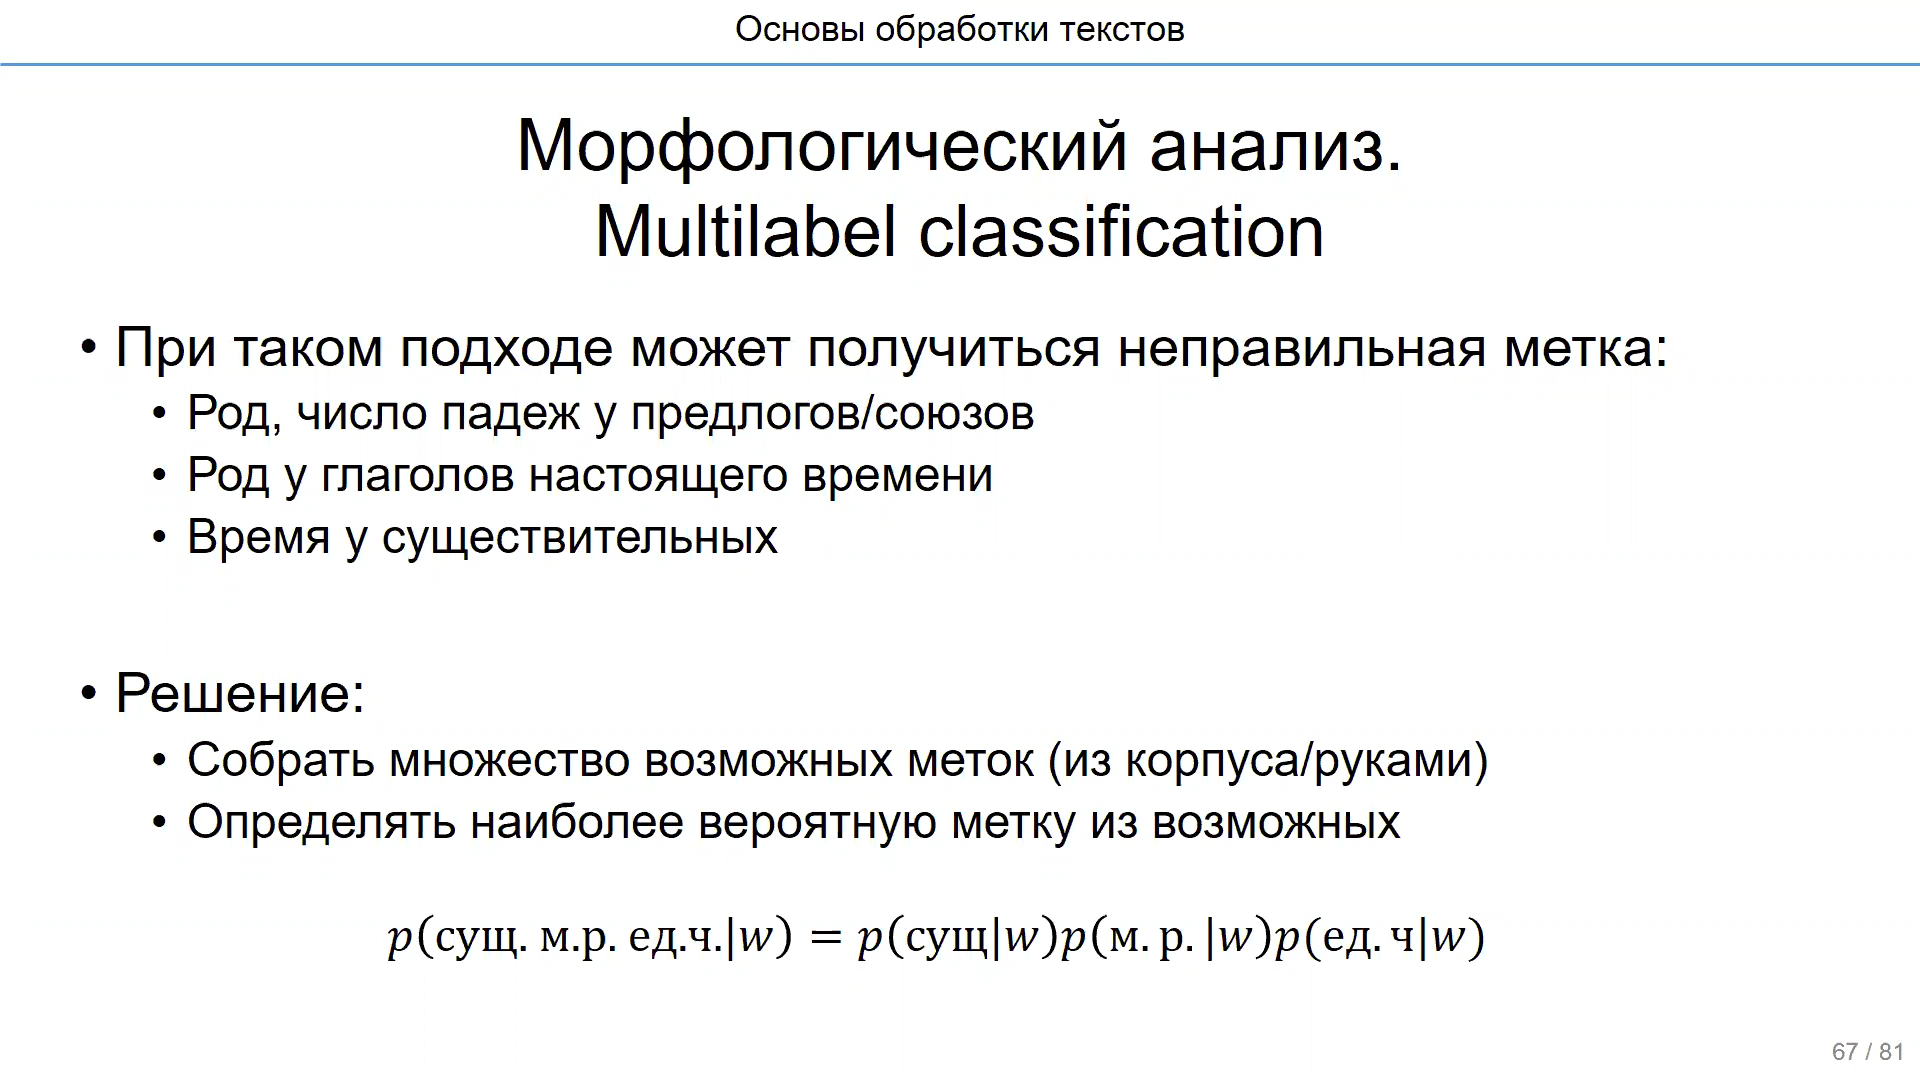 Основы обработки текстов
Морфологический анализ.
Multilabel classification
• При таком подходе может получиться неправильная метка:
• Род, число падеж у предлогов/союзов
• Род у глаголов настоящего времени
• Время у существительных
• Решение:
• Собрать множество возможных меток (из корпуса/руками)
• Определять наиболее вероятную метку из возможных
p(сущ. м.р. ед.ч.|w) = p(сущ|w)p(м. р. |w)p(ед. ч|w)
67 / 81